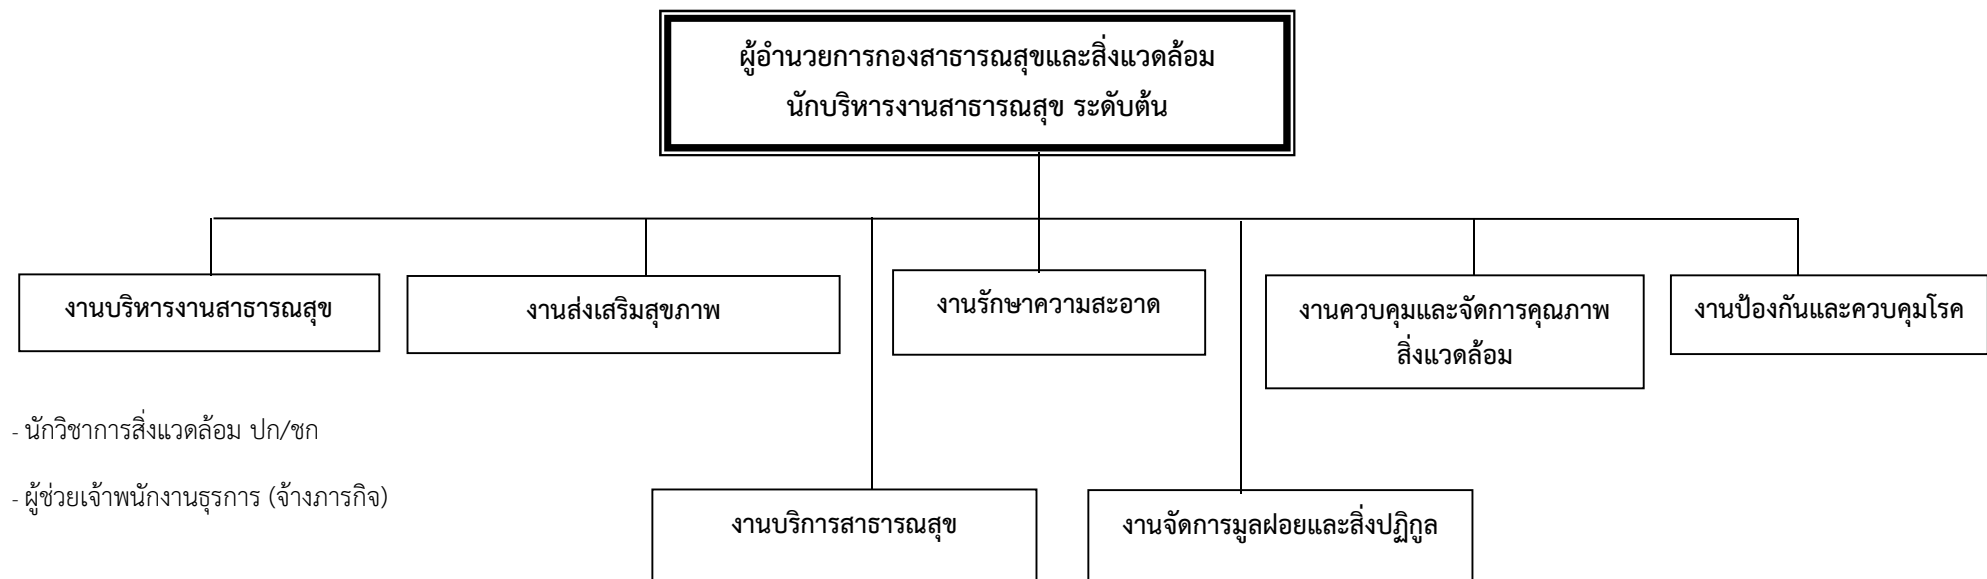 ผู้อำนวยการกองสาธารณสุขและสิ่งแวดล้อม
นักบริหารงานสาธารณสุข ระดับต้น
งานบริหารงานสาธารณสุข
งานส่งเสริมสุขภาพ
งานรักษาความสะอาด
งานควบคุมและจัดการคุณภาพ
สิ่งแวดล้อม
งานป้องกันและควบคุมโรค
- นักวิชาการสิ่งแวดล้อม ปก/ชก
- ผู้ช่วยเจ้าพนักงานธุรการ (จ้างภารกิจ)
งานบริการสาธารณสุข
งานจัดการมูลฝอยและสิ่งปฏิกูล